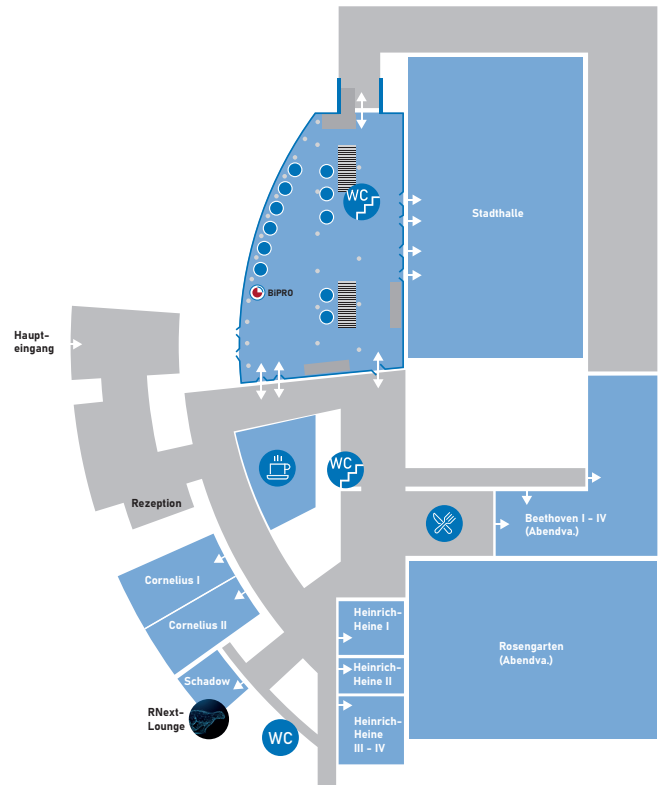 WC
Stadthalle
BiPRO
Haupt-
eingang
WC
Rezeption
Beethoven I - IV
(Abendva.)
Cornelius I
Cornelius II
Heinrich-
Heine I
Rosengarten
(Abendva.)
Heinrich-
Heine II
Schadow
RNext-
Lounge
Heinrich-
Heine
III - IV
WC